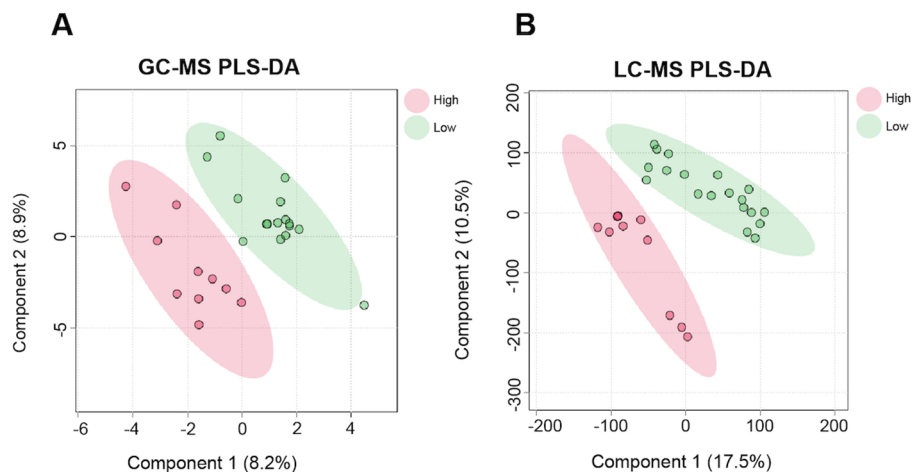 A
GC-MS PLS-DA
High
Low
5
0
-5
-6
-4
-2
0
2
4
Component 2 (8.9%)
Component 1 (8.2%)
B
LC-MS PLS-DA
High
Low
200
100
0
-100
-200
-300
-200
-100
0
100
200
Component 2 (10.5%)
Component 1 (17.5%)